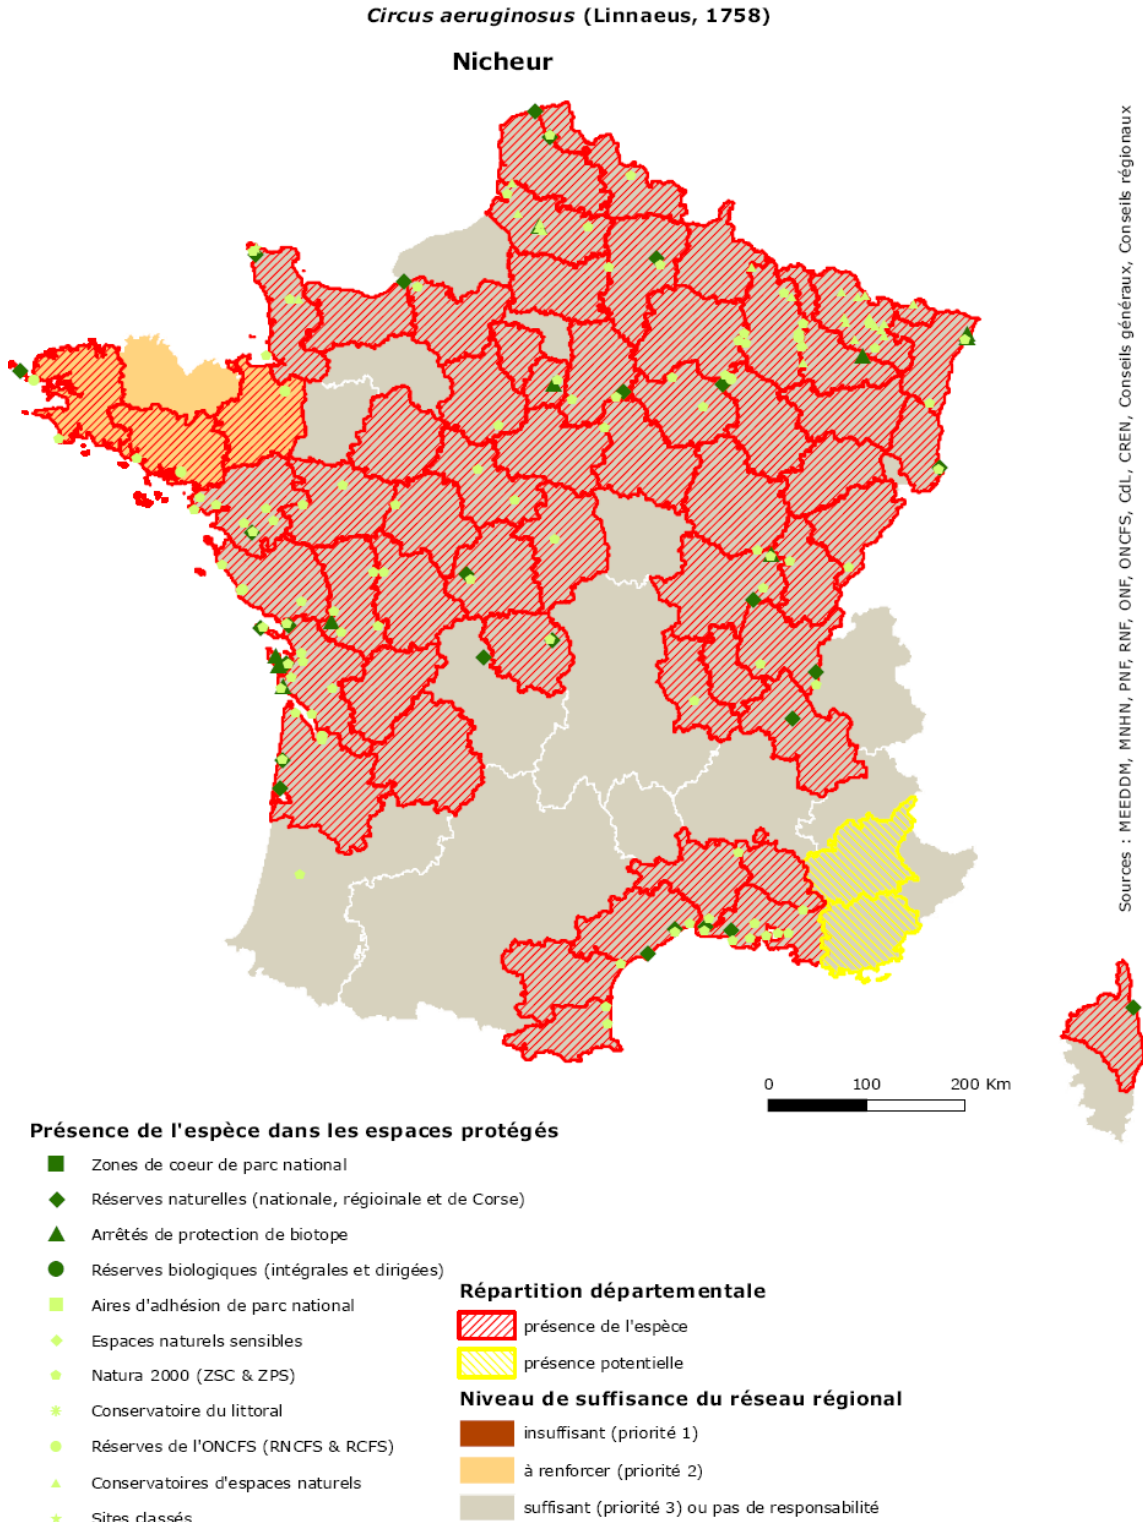 Circus aeruginosus (Linnaeus, 1758)
Nicheur
Sources : MEEDDM, MNHN, PNF, RNF, ONF, ONCFS, CdL, CREN, Conseils généraux, Conseils régionaux
0 100 200 Km
Présence de l'espèce dans les espaces protégés
Zones de coeur de parc national
Réserves naturelles (nationale, régioinale et de Corse)
Arrêtés de protection de biotope
Réserves biologiques (intégrales et dirigées)
Aires d'adhésion de parc national
Espaces naturels sensibles
Natura 2000 (ZSC & ZPS)
Conservatoire du littoral
Réserves de l'ONCFS (RNCFS & RCFS)
Conservatoires d'espaces naturels
Sites classés
Répartition départementale
présence de l'espèce
présence potentielle
Niveau de suffisance du réseau régional
insuffisant (priorité 1)
à renforcer (priorité 2)
suffisant (priorité 3) ou pas de responsabilité